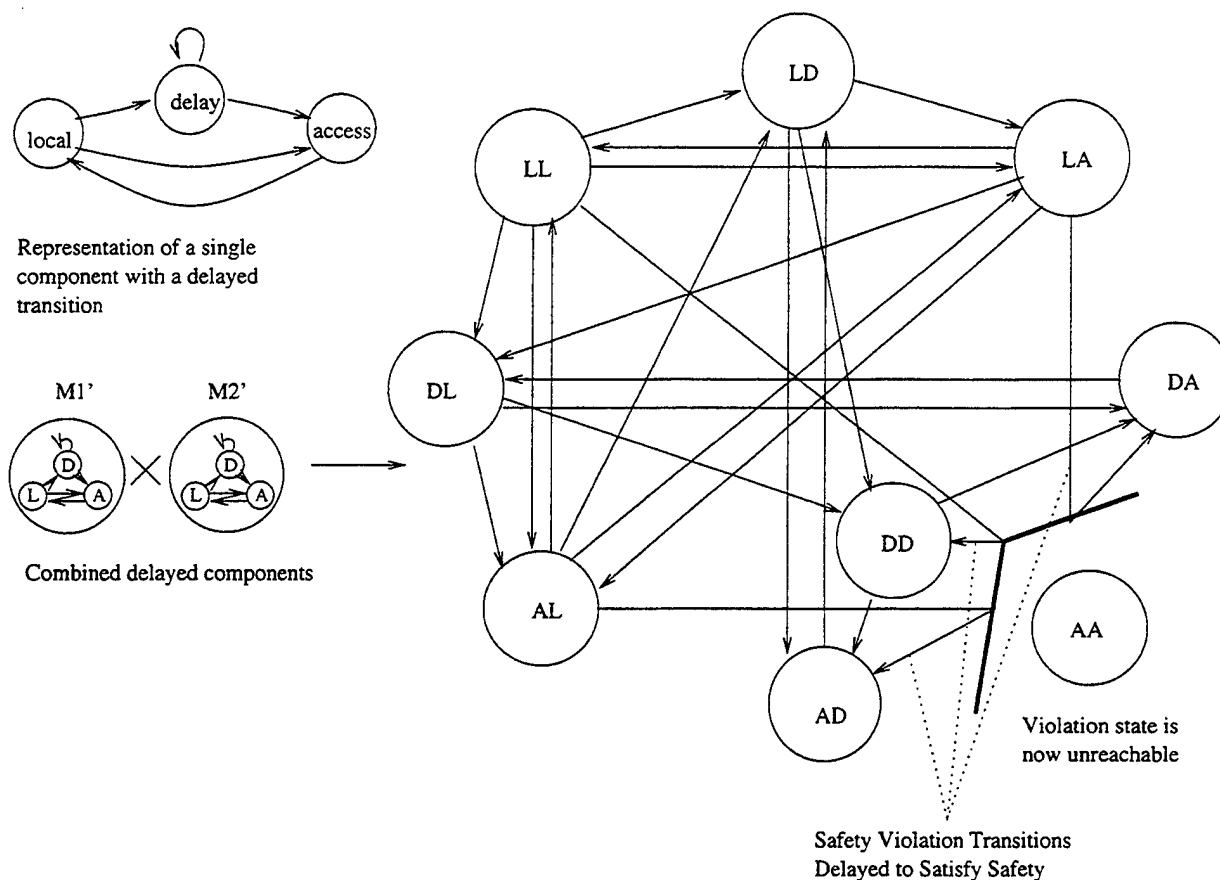 delay
local
access
Representation of a single
component with a delayed
transition
M1'
M2'
D
L
A
D
L
A
Combined delayed components
LD
LL
LA
DL
DA
DD
AL
AA
AD
Violation state is
now unreachable
Safety Violation Transitions
Delayed to Satisfy Safety